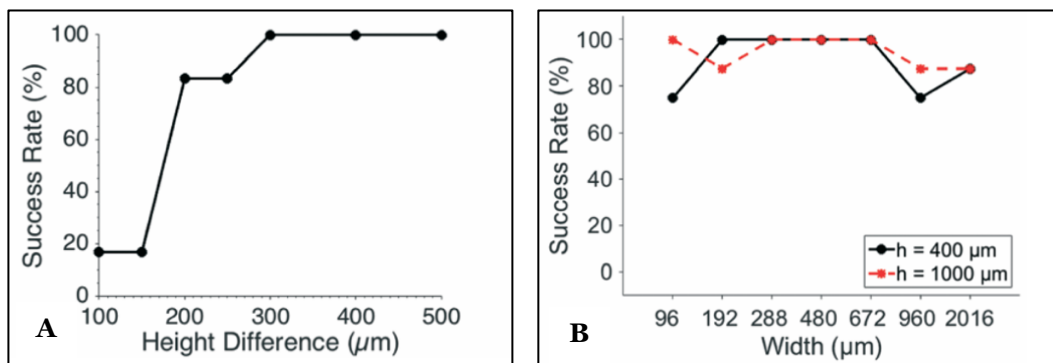 Success Rate (%)
100
80
60
40
20
0
100 150 200 250 300 400 500
Height Difference (µm)
A
Success Rate (%)
100
80
60
40
20
0
h = 400 µm
h = 1000 µm
96 192 288 480 672 960 2016
Width (µm)
B